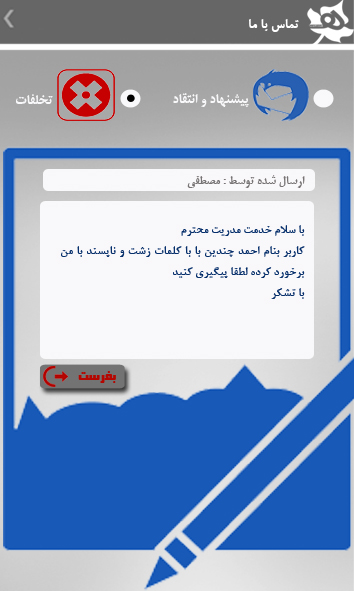 تماس با ما
پیشنهاد و انتقاد
تخلفات
ارسال شده توسط : مصطفی
با سلام خدمت مدریت محترم
کاربر بنام احمد چندین با با کلمات زشت و ناپسند با من
برخورد کرده لطفا پیگیری کنید
با تشکر
بفرست